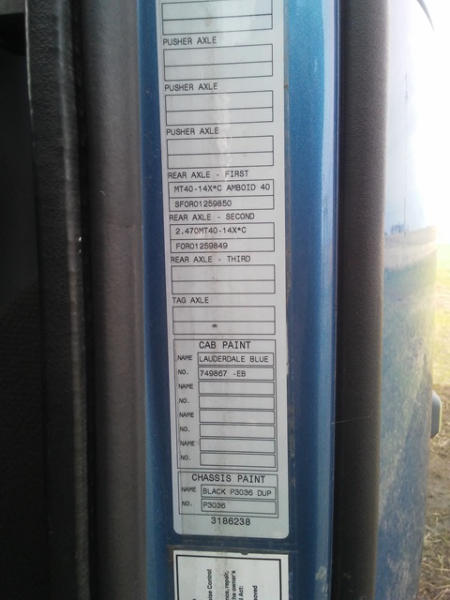 PUSHER AXLE
PUSHER AXLE
PUSHER AXLE
REAR AXLE - FIRST
MT40-14X*C AMBOID 40
SFOR01259850
REAR AXLE - SECOND
2.470MT40-14X*C
FOR01259849
REAR AXLE - THIRD
TAG AXLE
CAB PAINT
NAME LAUDERDALE BLUE
NO. 749867 -EB
NAME
NO.
NAME
NO.
NAME
NO.
CHASSIS PAINT
NAME BLACK P3036 DUP
NO. P3036
3186238